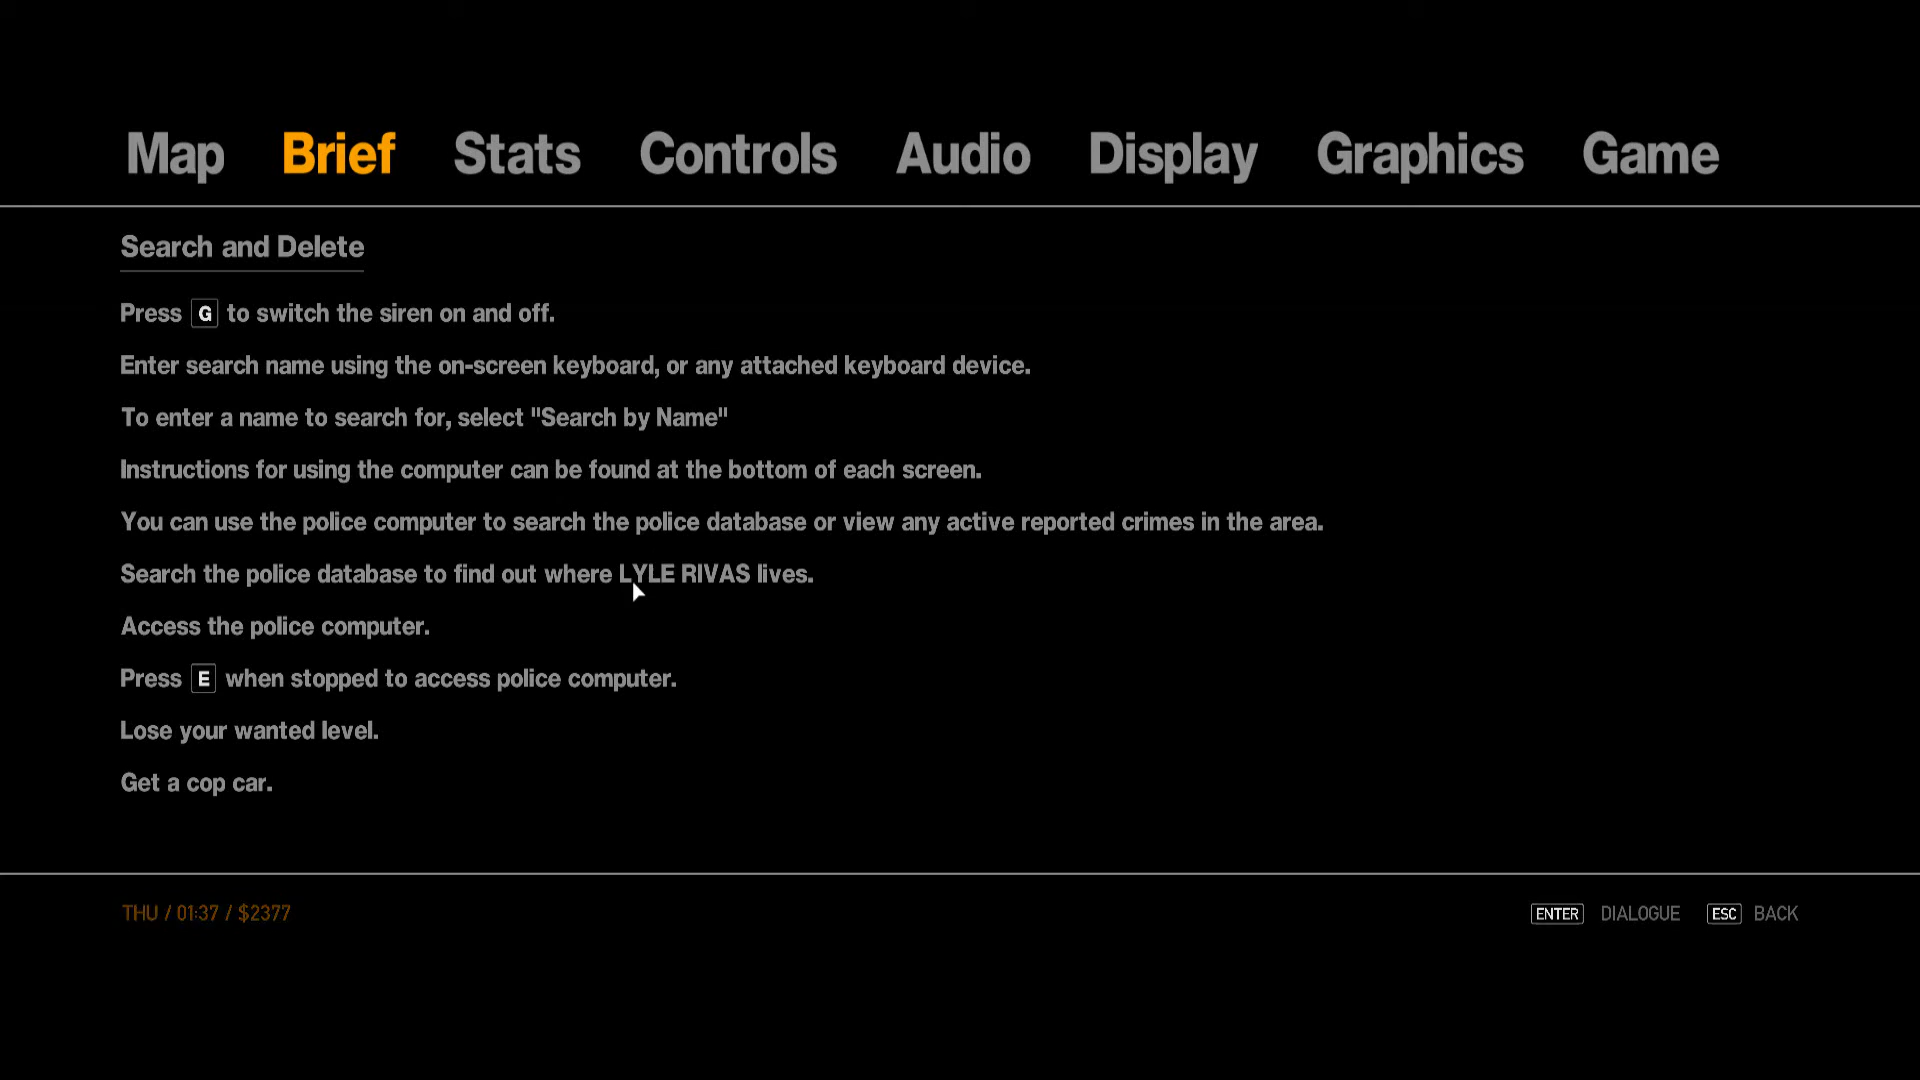 Map Brief Stats Controls Audio Display Graphics Game
Search and Delete
Press G to switch the siren on and off.
Enter search name using the on-screen keyboard, or any attached keyboard device.
To enter a name to search for, select "Search by Name"
Instructions for using the computer can be found at the bottom of each screen.
You can use the police computer to search the police database or view any active reported crimes in the area.
Search the police database to find out where LYLE RIVAS lives.
Access the police computer.
Press E when stopped to access police computer.
Lose your wanted level.
Get a cop car.
THU / 01:37 / $2377 ENTER DIALOGUE ESC BACK